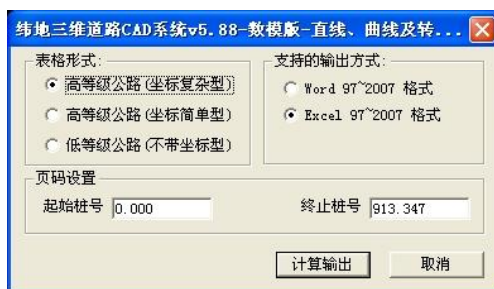 纬地三维道路CAD系统v5.88-数模版-直线、曲线及转...
表格形式:
高等级公路(坐标复杂型)
高等级公路(坐标简单型)
低等级公路(不带坐标型)
支持的输出方式:
Word 97~2007 格式
Excel 97~2007 格式
页码设置
起始桩号 0.000
终止桩号 913.347
计算输出
取消